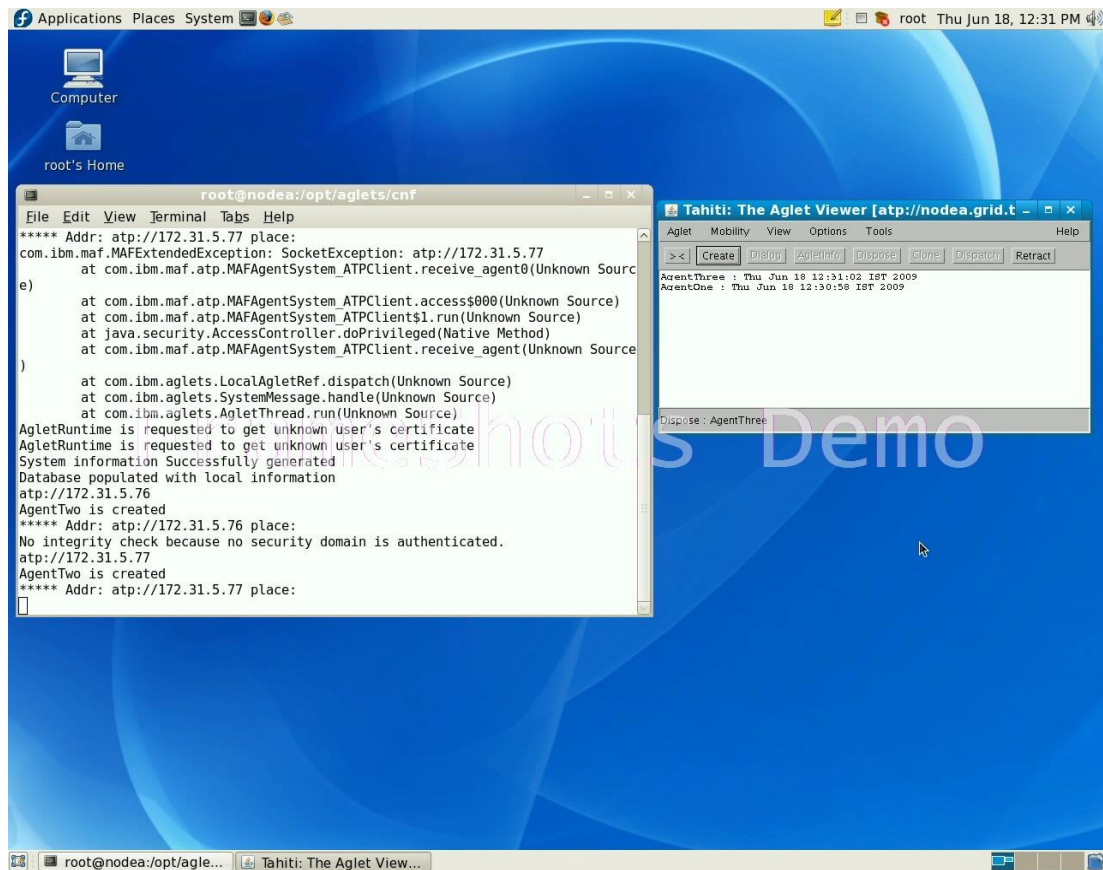 Applications Places System root Thu Jun 18, 12:31 PM
Computer
root's Home
root@nodea:/opt/aglets/cnf
File Edit View Terminal Tabs Help
***** Addr: atp://172.31.5.77 place:
com.ibm.maf.MAFExtendedException: SocketException: atp://172.31.5.77
at com.ibm.maf.atp.MAFAgentSystem_ATPClient.receive_agent0(Unknown Sourc
e)
at com.ibm.maf.atp.MAFAgentSystem_ATPClient.access$000(Unknown Source)
at com.ibm.maf.atp.MAFAgentSystem_ATPClient$1.run(Unknown Source)
at java.security.AccessController.doPrivileged(Native Method)
at com.ibm.maf.atp.MAFAgentSystem_ATPClient.receive_agent(Unknown Source
)
at com.ibm.aglets.LocalAgletRef.dispatch(Unknown Source)
at com.ibm.aglets.SystemMessage.handle(Unknown Source)
at com.ibm.aglets.AgletThread.run(Unknown Source)
AgletRuntime is requested to get unknown user's certificate
AgletRuntime is requested to get unknown user's certificate
System information Successfully generated
Database populated with local information
atp://172.31.5.76
AgentTwo is created
***** Addr: atp://172.31.5.76 place:
No integrity check because no security domain is authenticated.
atp://172.31.5.77
AgentTwo is created
***** Addr: atp://172.31.5.77 place:
Tahiti: The Aglet Viewer [atp://nodea.grid.t
Aglet Mobility View Options Tools Help
>< Create Dialog AgletInfo Dispose Clone Dispatch Retract
AgentThree : Thu Jun 18 12:31:02 IST 2009
AgentOne : Thu Jun 18 12:30:58 IST 2009
Dispose : AgentThree
Frameshots Demo
root@nodea:/opt/agle... Tahiti: The Aglet View...